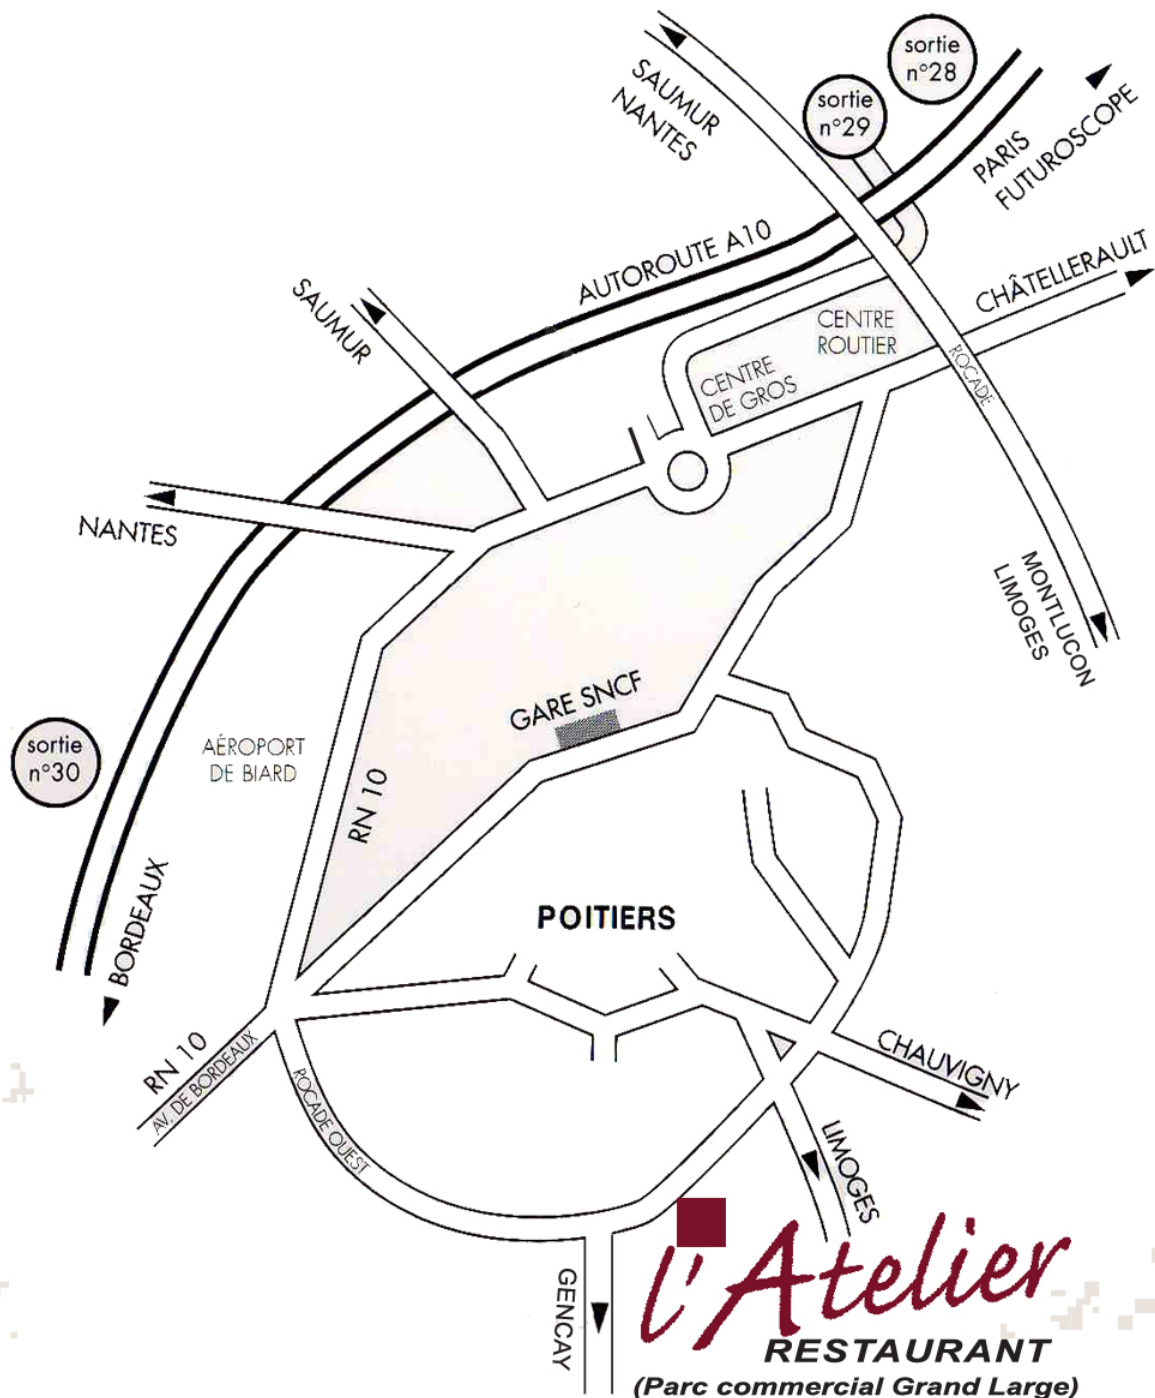 sortie
n°28
sortie
n°29
SAUMUR
NANTES
PARIS
FUTUROSCOPE
AUTOROUTE A10
CHÂTELLERAULT
SAUMUR
CENTRE
ROUTIER
ROCADE
CENTRE
DE GROS
NANTES
MONTLUCON
LIMOGES
GARE SNCF
sortie
n°30
AÉROPORT
DE BIARD
RN 10
BORDEAUX
POITIERS
RN 10
AV. DE BORDEAUX
ROCADE OUEST
CHAUVIGNY
LIMOGES
GENCAY
l'Atelier
RESTAURANT
(Parc commercial Grand Large)